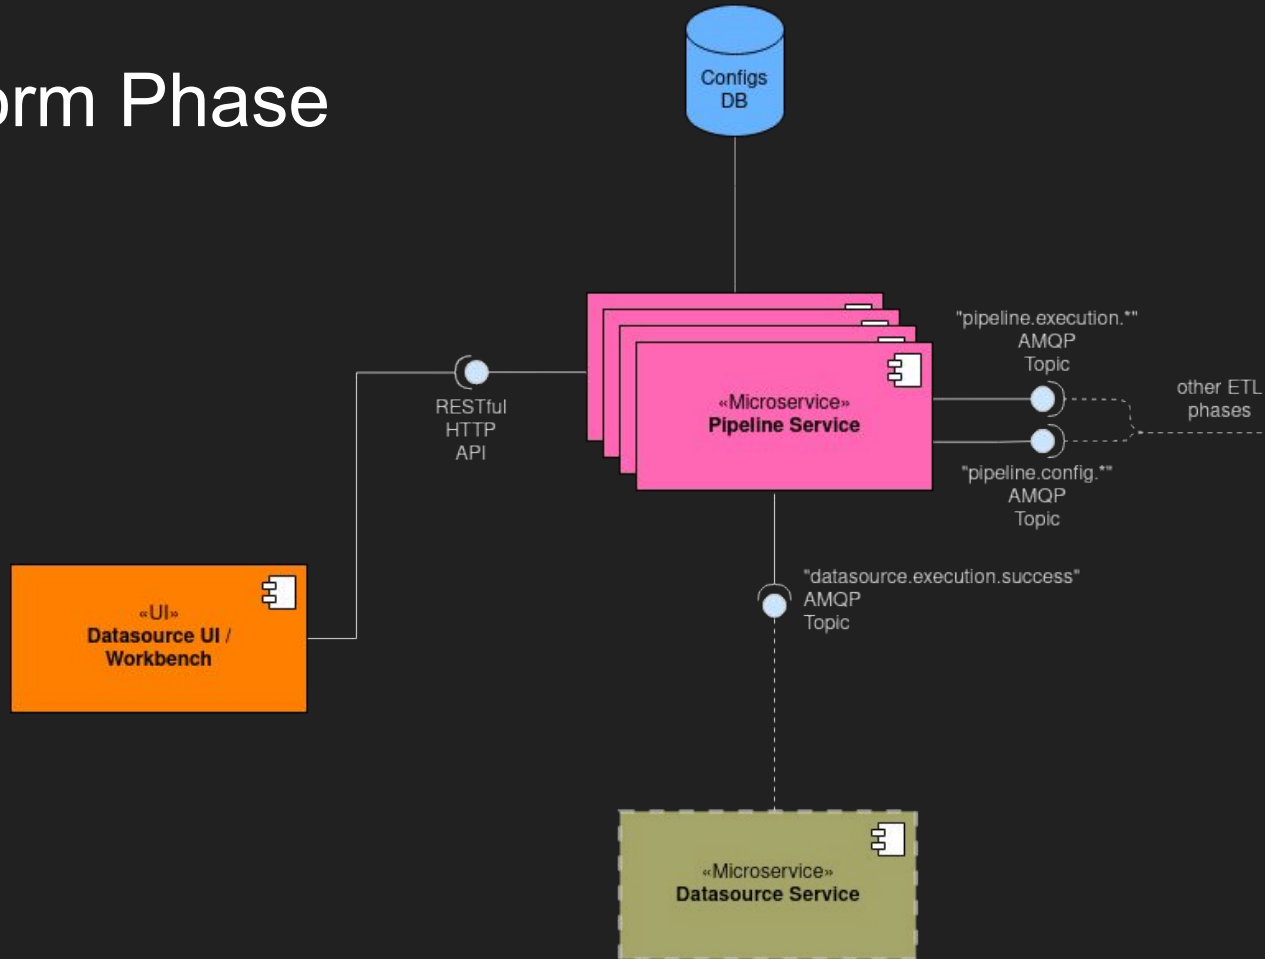 orm Phase
Configs
DB
"pipeline.execution.*"
AMQP
Topic
other ETL
phases
«Microservice»
Pipeline Service
RESTful
HTTP
API
"pipeline.config.*"
AMQP
Topic
"datasource.execution.success"
AMQP
Topic
«UI»
Datasource UI /
Workbench
«Microservice»
Datasource Service